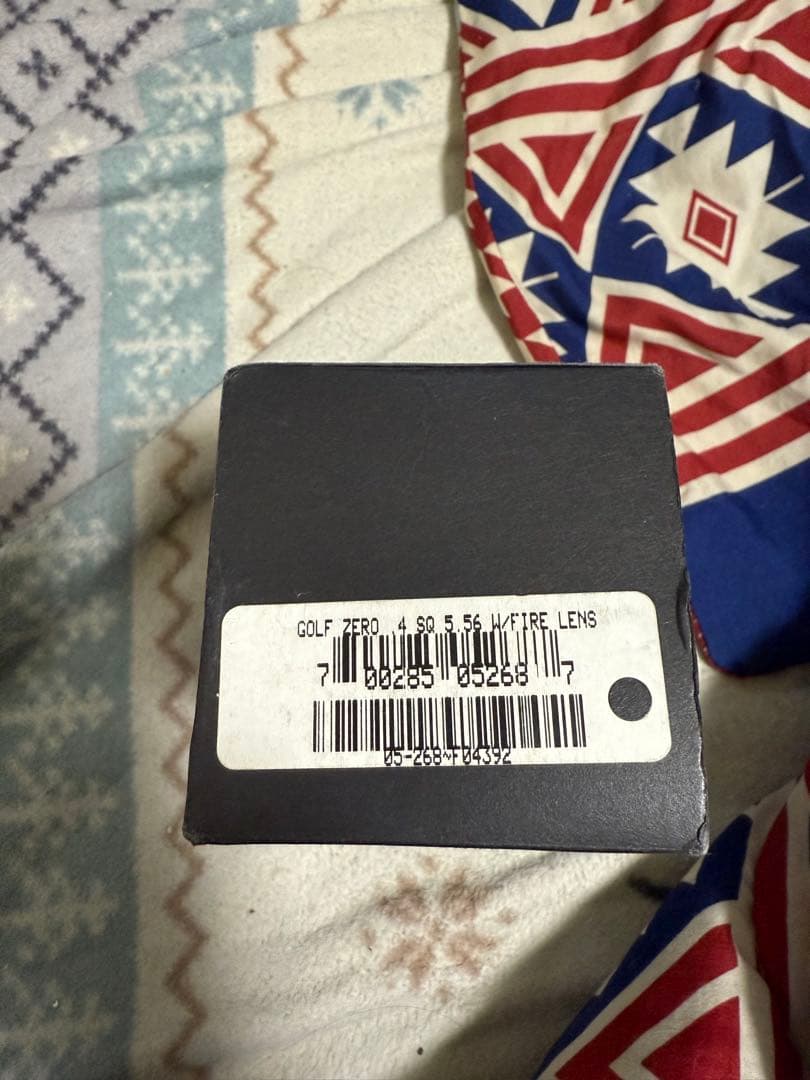 GOLF ZERO .4 SQ 5.56 W/FIRE LENS
7 00285 05268 7
05-268~F04392